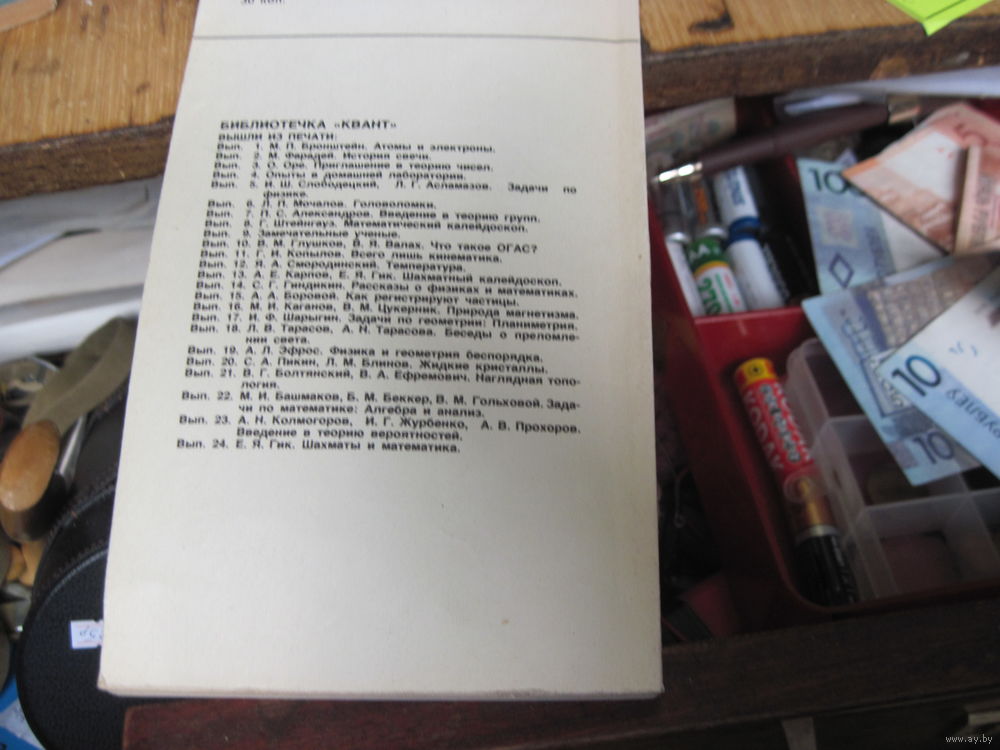 30 коп.
БИБЛИОТЕЧКА «КВАНТ»
ВЫШЛИ ИЗ ПЕЧАТИ:
Вып. 1. М. П. Бронштейн. Атомы и электроны.
Вып. 2. М. Фарадей. История свечи.
Вып. 3. О. Оре. Приглашение в теорию чисел.
Вып. 4. Опыты в домашней лаборатории.
Вып. 5. И. Ш. Слободецкий, Л. Г. Асламазов. Задачи по
физике.
Вып. 6. Л. П. Мочалов. Головоломки.
Вып. 7. П. С. Александров. Введение в теорию групп.
Вып. 8. Г. Штейнгауз. Математический калейдоскоп.
Вып. 9. Замечательные ученые.
Вып. 10. В. М. Глушков, В. Я. Валах. Что такое ОГАС?
Вып. 11. Г. И. Копылов. Всего лишь кинематика.
Вып. 12. Я. А. Смородинский. Температура.
Вып. 13. А. Е. Карпов, Е. Я. Гик. Шахматный калейдоскоп.
Вып. 14. С. Г. Гиндикин. Рассказы о физиках и математиках.
Вып. 15. А. А. Боровой. Как регистрируют частицы.
Вып. 16. М. И. Каганов, В. М. Цукерник. Природа магнетизма.
Вып. 17. И. Ф. Шарыгин. Задачи по геометрии: Планиметрия.
Вып. 18. Л. В. Тарасов, А. Н. Тарасова. Беседы о преломле-
нии света.
Вып. 19. А. Л. Эфрос. Физика и геометрия беспорядка.
Вып. 20. С. А. Пикин, Л. М. Блинов. Жидкие кристаллы.
Вып. 21. В. Г. Болтянский, В. А. Ефремович. Наглядная топо-
логия.
Вып. 22. М. И. Башмаков, Б. М. Беккер, В. М. Гольховой. Зада-
чи по математике: Алгебра и анализ.
Вып. 23. А. Н. Колмогоров, И. Г. Журбенко, А. В. Прохоров.
Введение в теорию вероятностей.
Вып. 24. Е. Я. Гик. Шахматы и математика.
10
5
AA
10
10
KODAK
www.ay.by